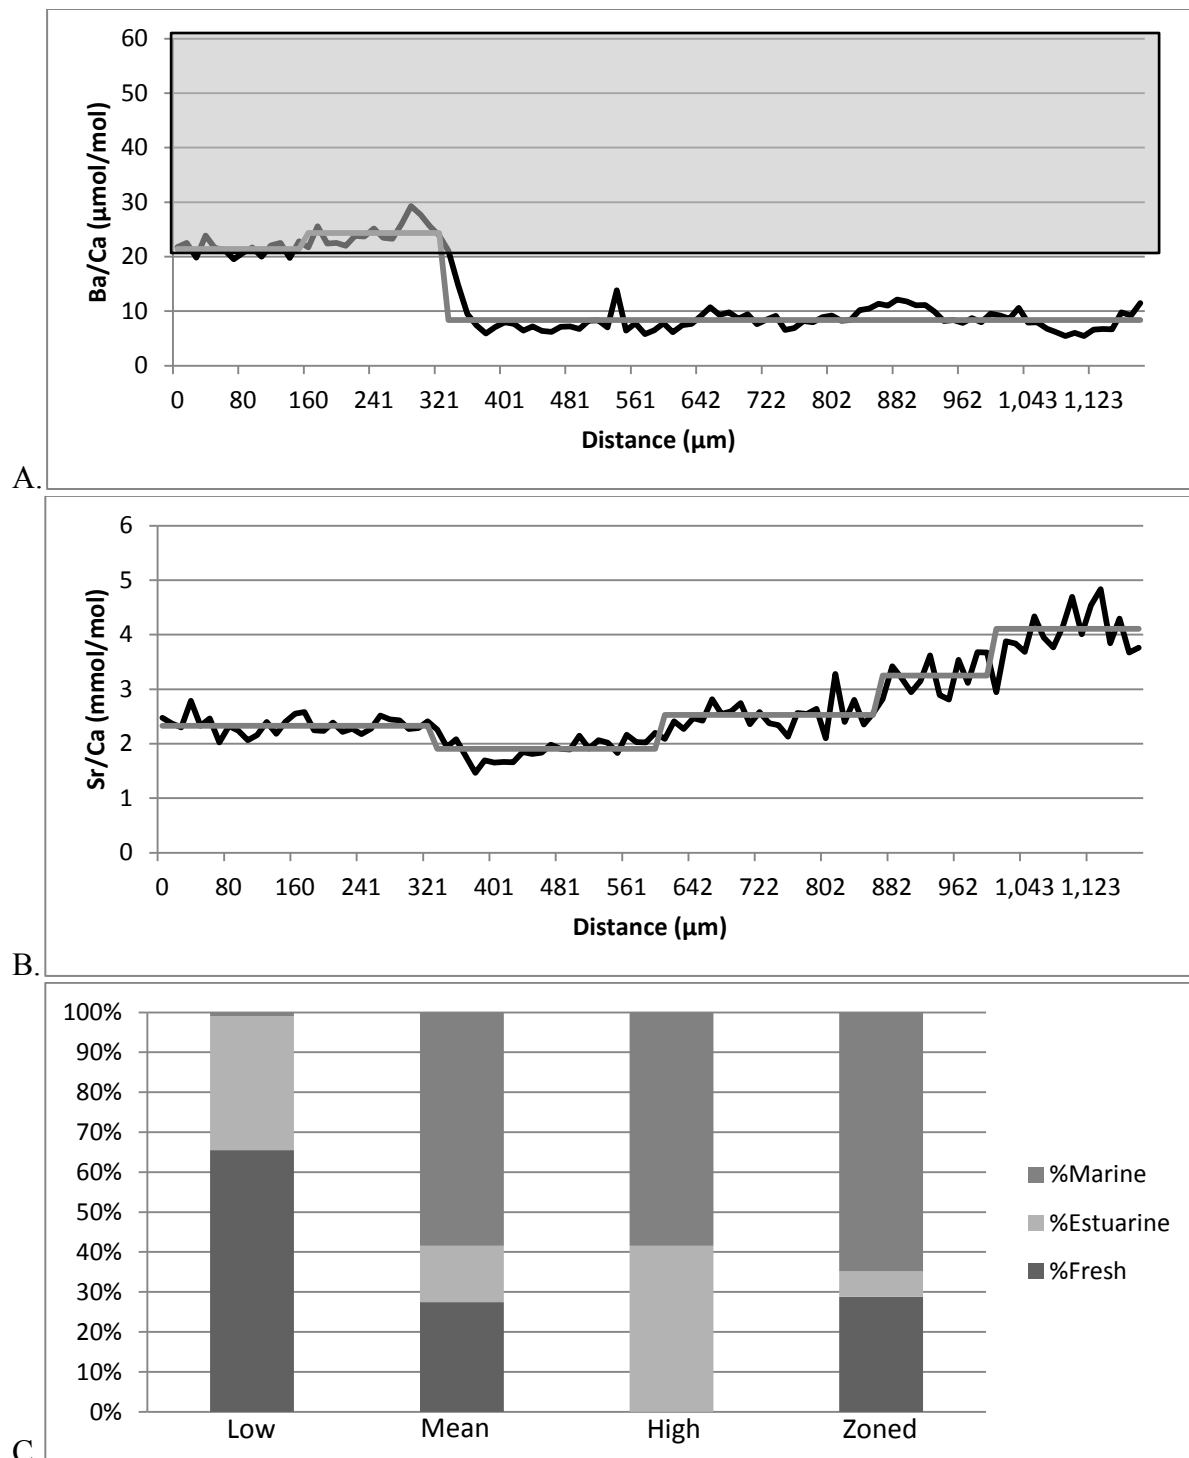 60
50
40
30
20
10
0
Ba/Ca (µmol/mol)
0 80 160 241 321 401 481 561 642 722 802 882 962 1,043 1,123
Distance (µm)
A.
6
5
4
3
2
1
0
Sr/Ca (mmol/mol)
0 80 160 241 321 401 481 561 642 722 802 882 962 1,043 1,123
Distance (µm)
B.
100%
90%
80%
70%
60%
50%
40%
30%
20%
10%
0%
Low Mean High Zoned
%Marine
%Estuarine
%Fresh
C